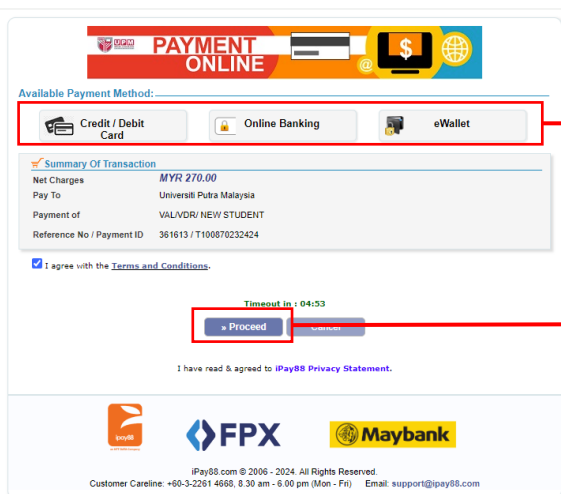 UPM
PAYMENT
ONLINE
$
@
Available Payment Method:
Credit / Debit Card
Online Banking
eWallet
Summary Of Transaction
Net Charges MYR 270.00
Pay To Universiti Putra Malaysia
Payment of VAL/VDR/ NEW STUDENT
Reference No / Payment ID 361613 / T100870232424
I agree with the Terms and Conditions.
Timeout in : 04:53
» Proceed Cancel
I have read & agreed to iPay88 Privacy Statement.
ipay88
FPX
Maybank
iPay88.com © 2006 - 2024. All Rights Reserved.
Customer Careline: +60-3-2261 4668, 8.30 am - 6.00 pm (Mon - Fri) Email: support@ipay88.com